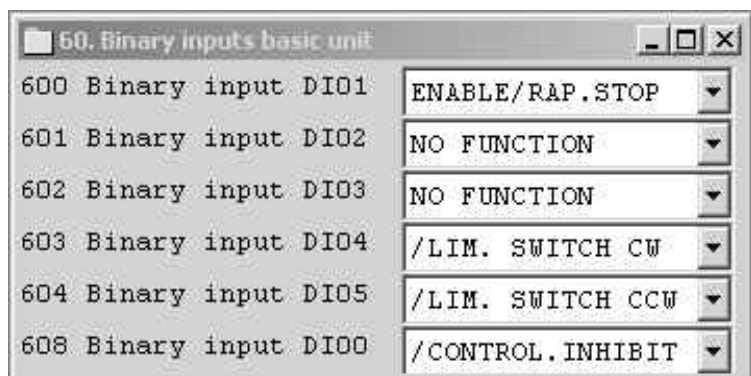 60. Binary inputs basic unit
600 Binary input DI01 ENABLE/RAP.STOP
601 Binary input DI02 NO FUNCTION
602 Binary input DI03 NO FUNCTION
603 Binary input DI04 /LIM. SWITCH CW
604 Binary input DI05 /LIM. SWITCH CCW
608 Binary input DI00 /CONTROL.INHIBIT